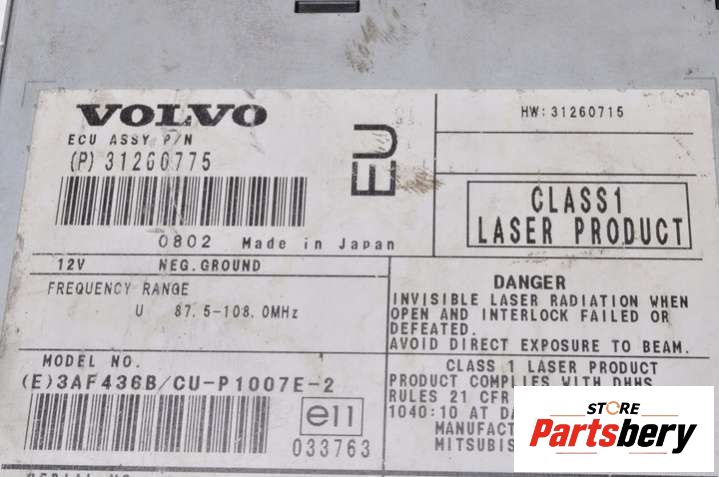 VOLVO
ECU ASSY P/N
(P) 31260775
EU
0802 Made in Japan
HW:31260715
CLASS1
LASER PRODUCT
12V NEG.GROUND
FREQUENCY RANGE
U 87.5-108.0MHz
MODEL NO.
(E)3AF436B/CU-P1007E-2
e11
033763
DANGER
INVISIBLE LASER RADIATION WHEN
OPEN AND INTERLOCK FAILED OR
DEFEATED.
AVOID DIRECT EXPOSURE TO BEAM.
CLASS 1 LASER PRODUCT
PRODUCT COMPLIES WITH DHHS
RULES 21 CFR
1040:10 AT
MANUFACT
MITSUBIS
STORE
Partsbery